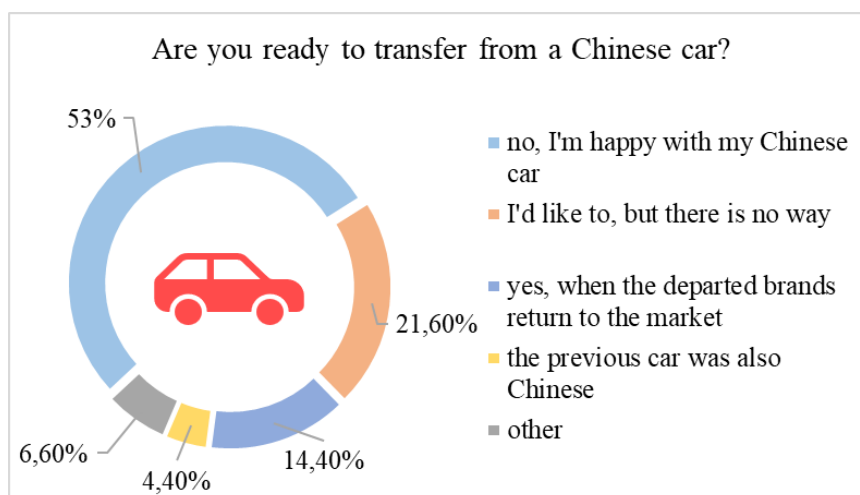 Are you ready to transfer from a Chinese car?
53%
21,60%
14,40%
4,40%
6,60%
no, I'm happy with my Chinese
car
I'd like to, but there is no way
yes, when the departed brands
return to the market
the previous car was also
Chinese
other